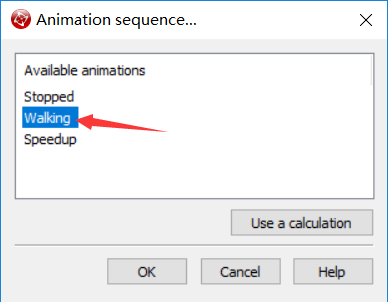 Animation sequence...
Available animations
Stopped
Walking
Speedup
Use a calculation
OK Cancel Help